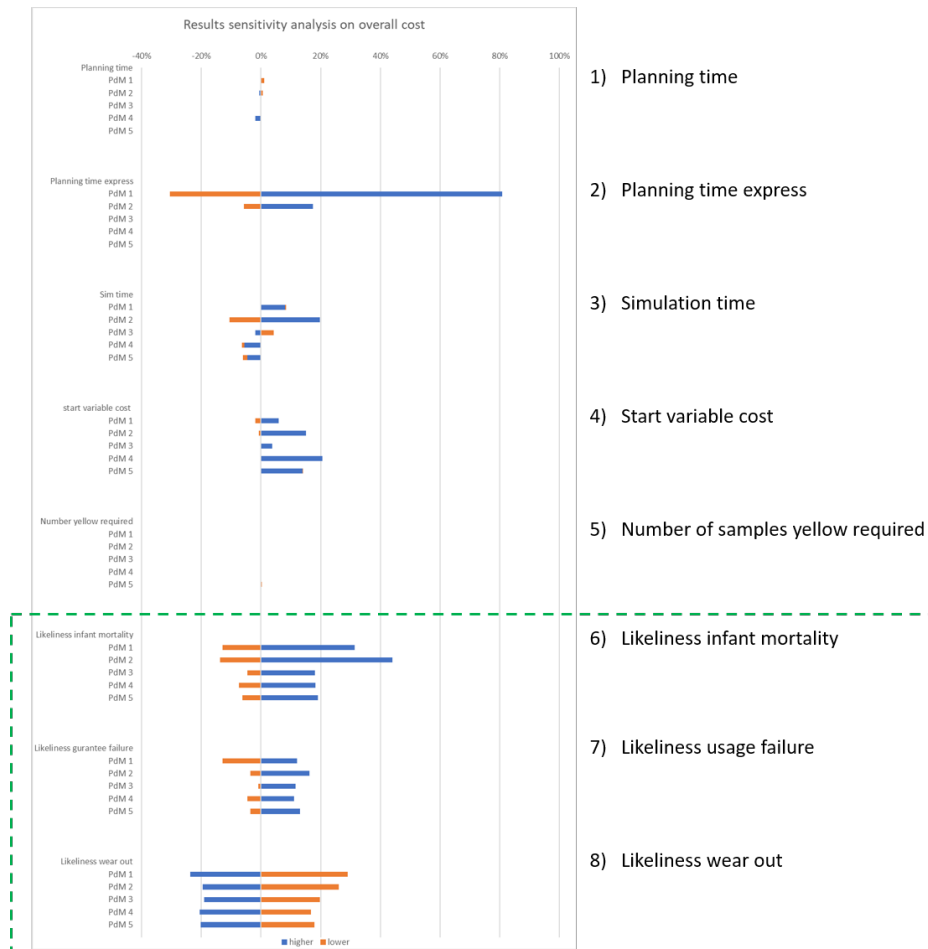 Results sensitivity analysis on overall cost
-40% -20% 0% 20% 40% 60% 80% 100%
Planning time
PdM 1
PdM 2
PdM 3
PdM 4
PdM 5
1) Planning time
Planning time express
PdM 1
PdM 2
PdM 3
PdM 4
PdM 5
2) Planning time express
Sim time
PdM 1
PdM 2
PdM 3
PdM 4
PdM 5
3) Simulation time
start variable cost
PdM 1
PdM 2
PdM 3
PdM 4
PdM 5
4) Start variable cost
Number yellow required
PdM 1
PdM 2
PdM 3
PdM 4
PdM 5
5) Number of samples yellow required
Likeliness infant mortality
PdM 1
PdM 2
PdM 3
PdM 4
PdM 5
6) Likeliness infant mortality
Likeliness gurantee failure
PdM 1
PdM 2
PdM 3
PdM 4
PdM 5
7) Likeliness usage failure
Likeliness wear out
PdM 1
PdM 2
PdM 3
PdM 4
PdM 5
8) Likeliness wear out
higher lower